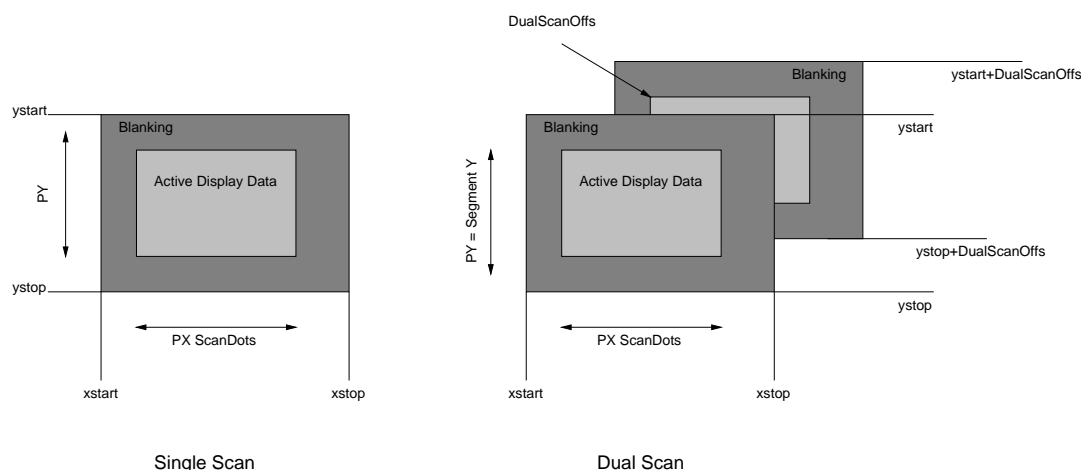 DualScanOffs
Blanking
ystart+DualScanOffs
ystart
Blanking
PY
Active Display Data
ystop
PX ScanDots
xstart
xstop
Single Scan
Blanking
ystart
PY = Segment Y
Active Display Data
ystop+DualScanOffs
ystop
PX ScanDots
xstart
xstop
Dual Scan